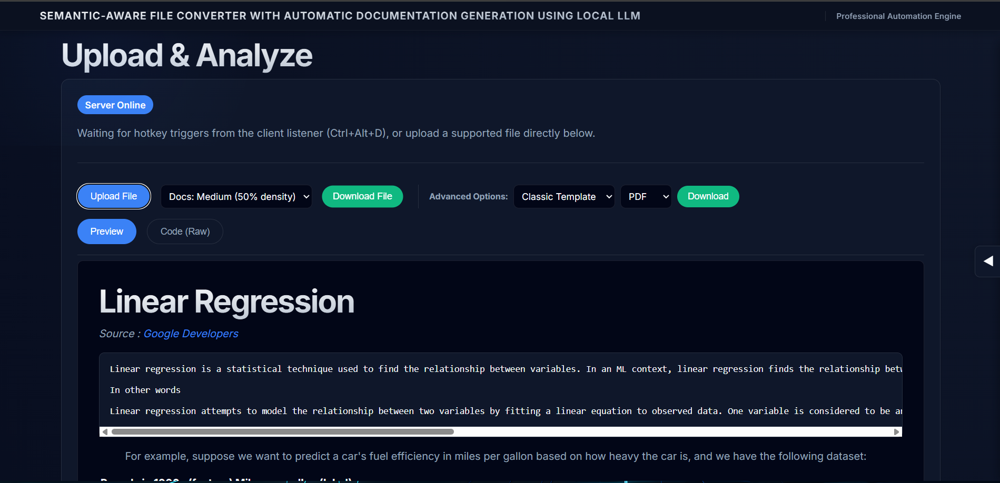 SEMANTIC-AWARE FILE CONVERTER WITH AUTOMATIC DOCUMENTATION GENERATION USING LOCAL LLM
Professional Automation Engine
Upload & Analyze
Server Online
Waiting for hotkey triggers from the client listener (Ctrl+Alt+D), or upload a supported file directly below.
Upload File
Docs: Medium (50% density)
Download File
Advanced Options:
Classic Template
PDF
Download
Preview
Code (Raw)
Linear Regression
Source : Google Developers
Linear regression is a statistical technique used to find the relationship between variables. In an ML context, linear regression finds the relationship
In other words
Linear regression attempts to model the relationship between two variables by fitting a linear equation to observed data. One variable is considered to be
For example, suppose we want to predict a car's fuel efficiency in miles per gallon based on how heavy the car is, and we have the following dataset: